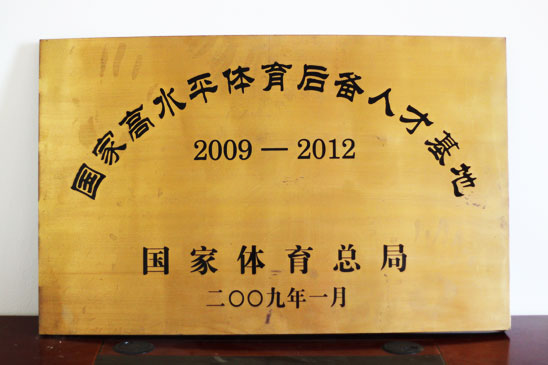 国家高水平体育后备人才基地
2009 — 2012
国家体育总局
二〇〇九年一月